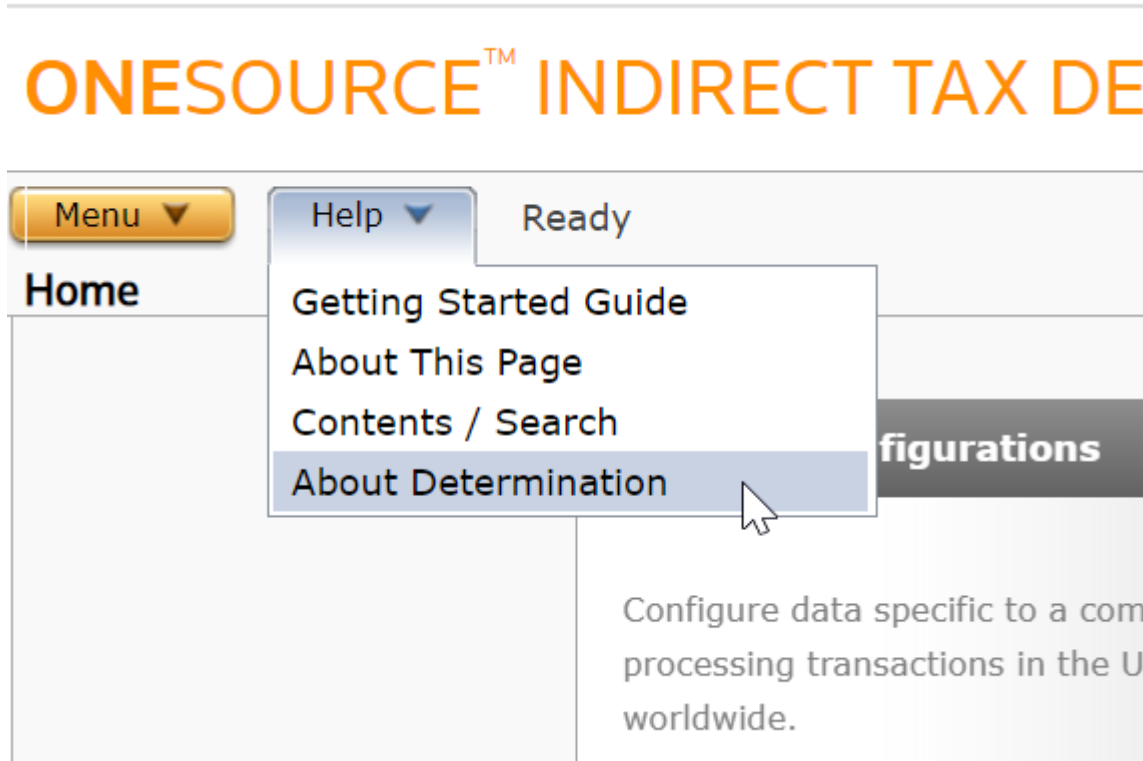 ONESOURCE™ INDIRECT TAX DE
Menu
Help
Ready
Home
Getting Started Guide
About This Page
Contents / Search
About Determination
figurations
Configure data specific to a com
processing transactions in the U
worldwide.